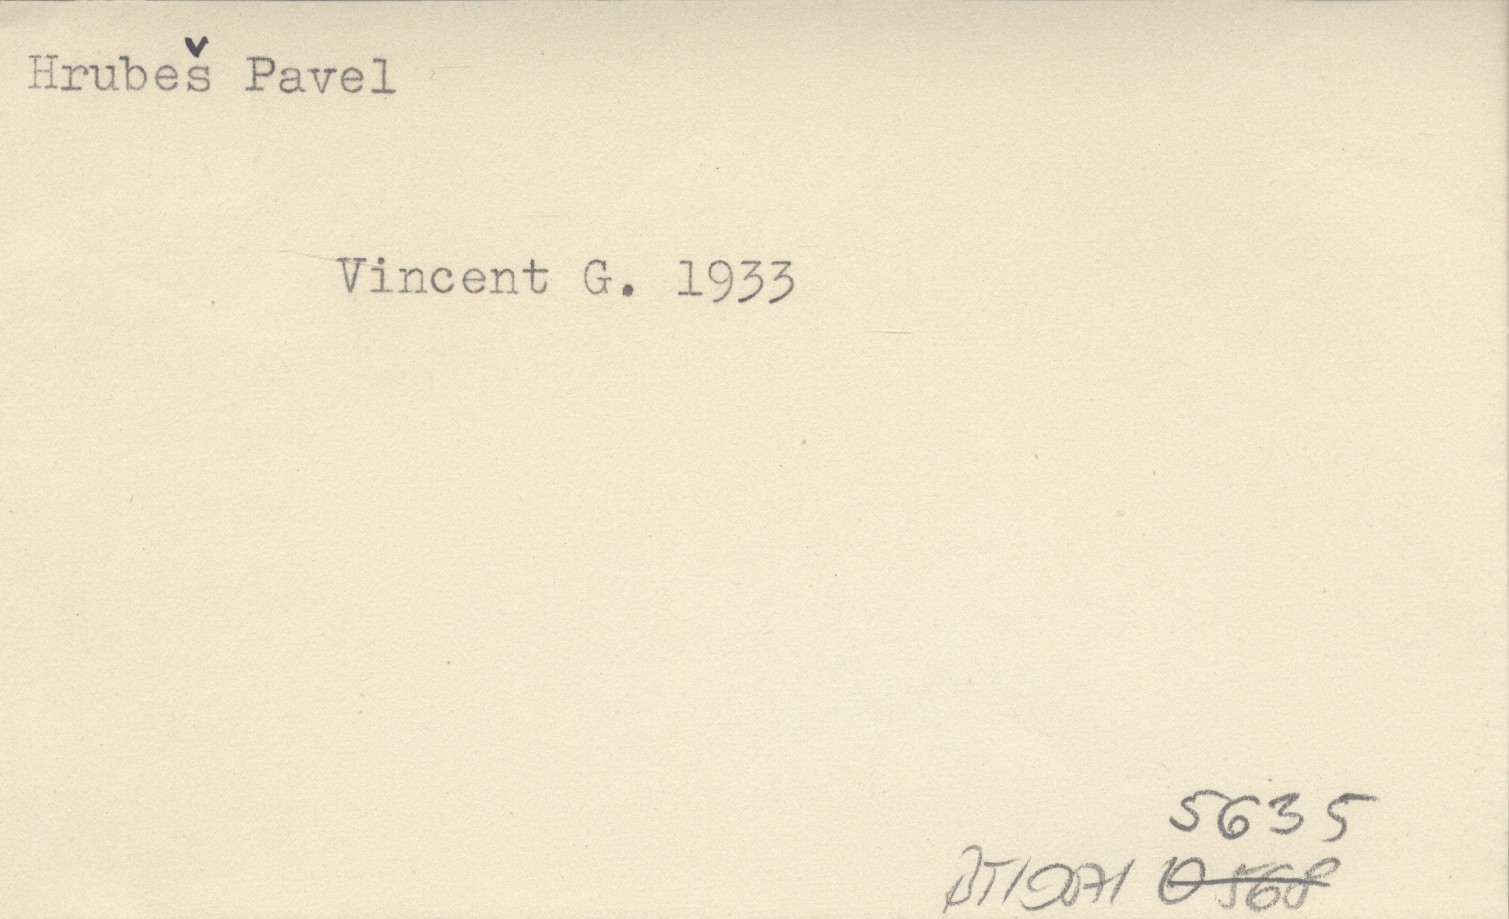 Hrubeš Pavel
Vincent G. 1933
5635